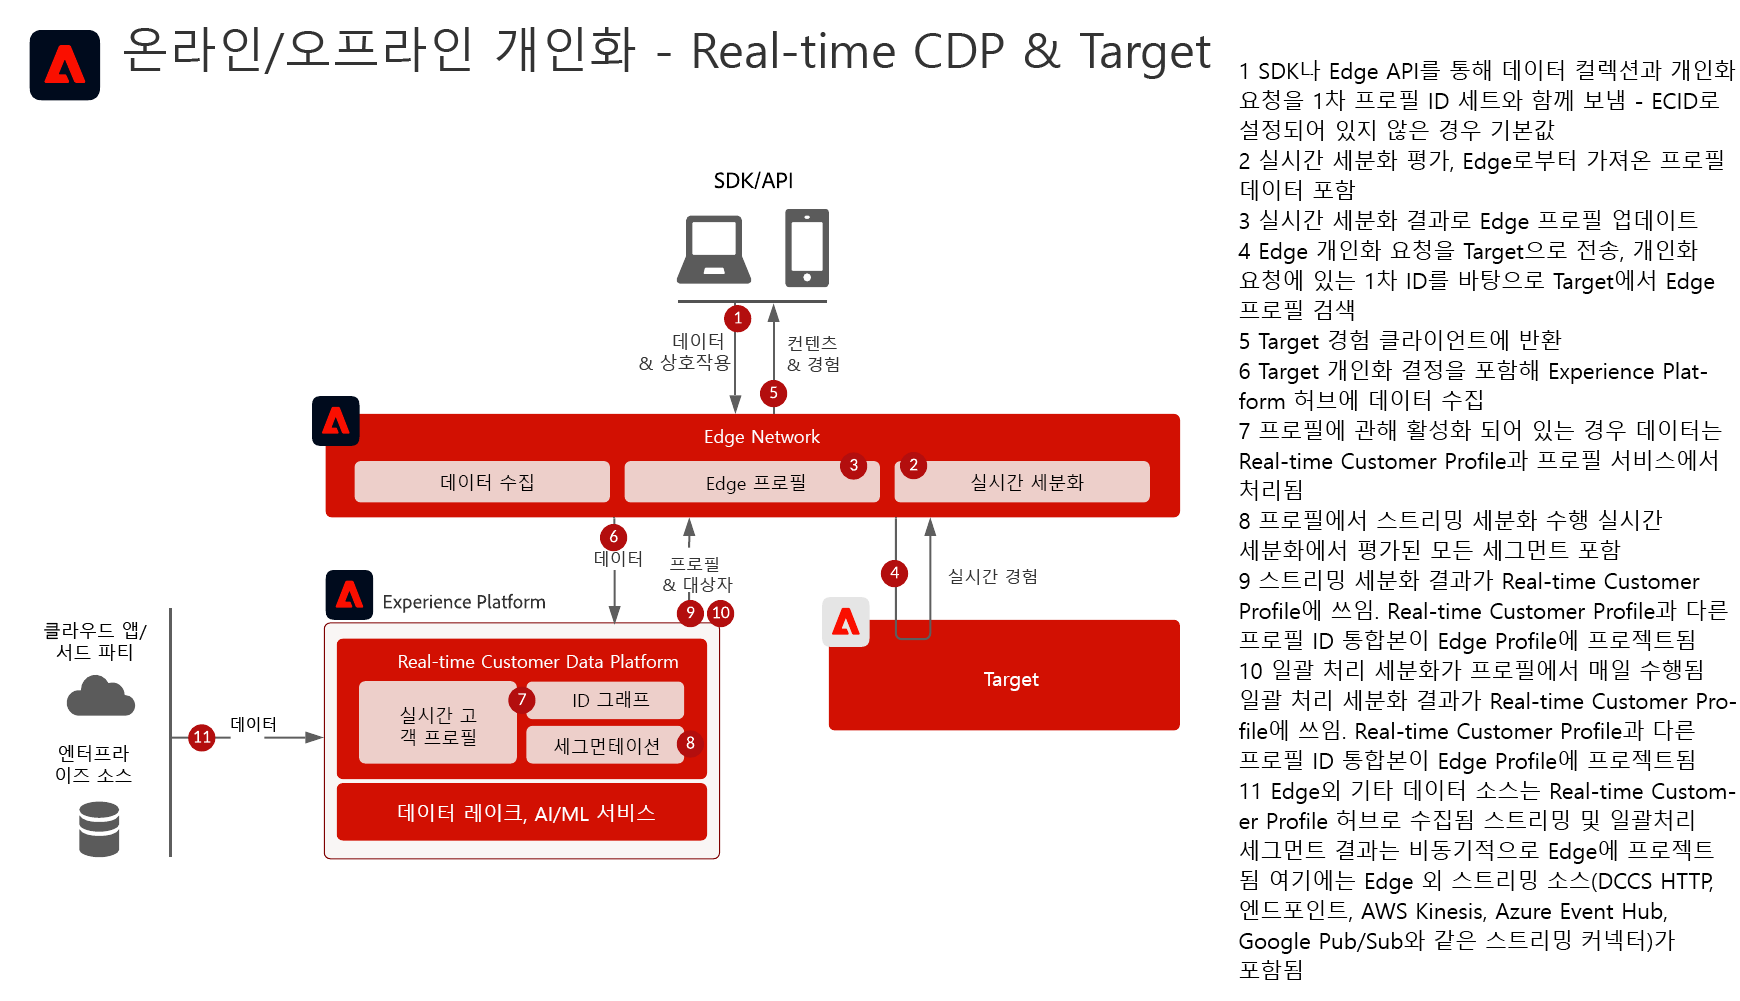 온라인/오프라인 개인화 - Real-time CDP & Target
SDK/API
1
데이터
& 상호작용
컨텐츠
& 경험
5
Edge Network
데이터 수집
Edge 프로필
3
2
실시간 세분화
6
데이터
프로필
& 대상자
9
10
4
실시간 경험
Experience Platform
Real-time Customer Data Platform
실시간 고
객 프로필
7
ID 그래프
세그먼테이션
8
데이터 레이크, AI/ML 서비스
Target
클라우드 앱/
서드 파티
엔터프라
이즈 소스
11
데이터
1 SDK나 Edge API를 통해 데이터 컬렉션과 개인화
요청을 1차 프로필 ID 세트와 함께 보냄 - ECID로
설정되어 있지 않은 경우 기본값
2 실시간 세분화 평가, Edge로부터 가져온 프로필
데이터 포함
3 실시간 세분화 결과로 Edge 프로필 업데이트
4 Edge 개인화 요청을 Target으로 전송, 개인화
요청에 있는 1차 ID를 바탕으로 Target에서 Edge
프로필 검색
5 Target 경험 클라이언트에 반환
6 Target 개인화 결정을 포함해 Experience Plat-
form 허브에 데이터 수집
7 프로필에 관해 활성화 되어 있는 경우 데이터는
Real-time Customer Profile과 프로필 서비스에서
처리됨
8 프로필에서 스트리밍 세분화 수행 실시간
세분화에서 평가된 모든 세그먼트 포함
9 스트리밍 세분화 결과가 Real-time Customer
Profile에 쓰임. Real-time Customer Profile과 다른
프로필 ID 통합본이 Edge Profile에 프로젝트됨
10 일괄 처리 세분화가 프로필에서 매일 수행됨
일괄 처리 세분화 결과가 Real-time Customer Pro-
file에 쓰임. Real-time Customer Profile과 다른
프로필 ID 통합본이 Edge Profile에 프로젝트됨
11 Edge외 기타 데이터 소스는 Real-time Custom-
er Profile 허브로 수집됨 스트리밍 및 일괄처리
세그먼트 결과는 비동기적으로 Edge에 프로젝트
됨 여기에는 Edge 외 스트리밍 소스(DCCS HTTP,
엔드포인트, AWS Kinesis, Azure Event Hub,
Google Pub/Sub와 같은 스트리밍 커넥터)가
포함됨